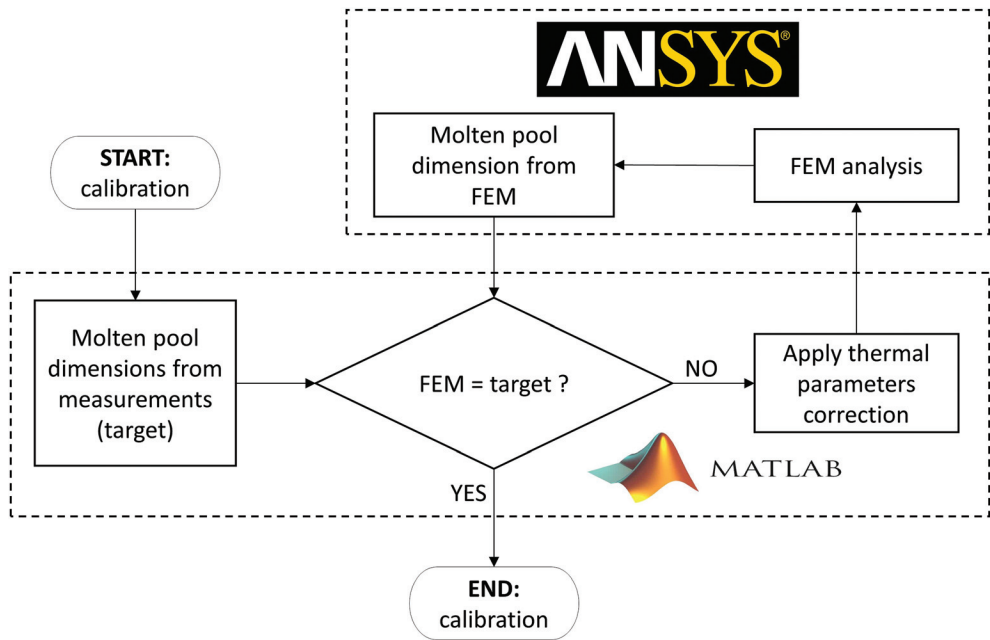 ANSYS®
START:
calibration
Molten pool
dimension from
FEM
FEM analysis
Molten pool
dimensions from
measurements
(target)
FEM = target ?
NO
Apply thermal
parameters
correction
MATLAB
YES
END:
calibration